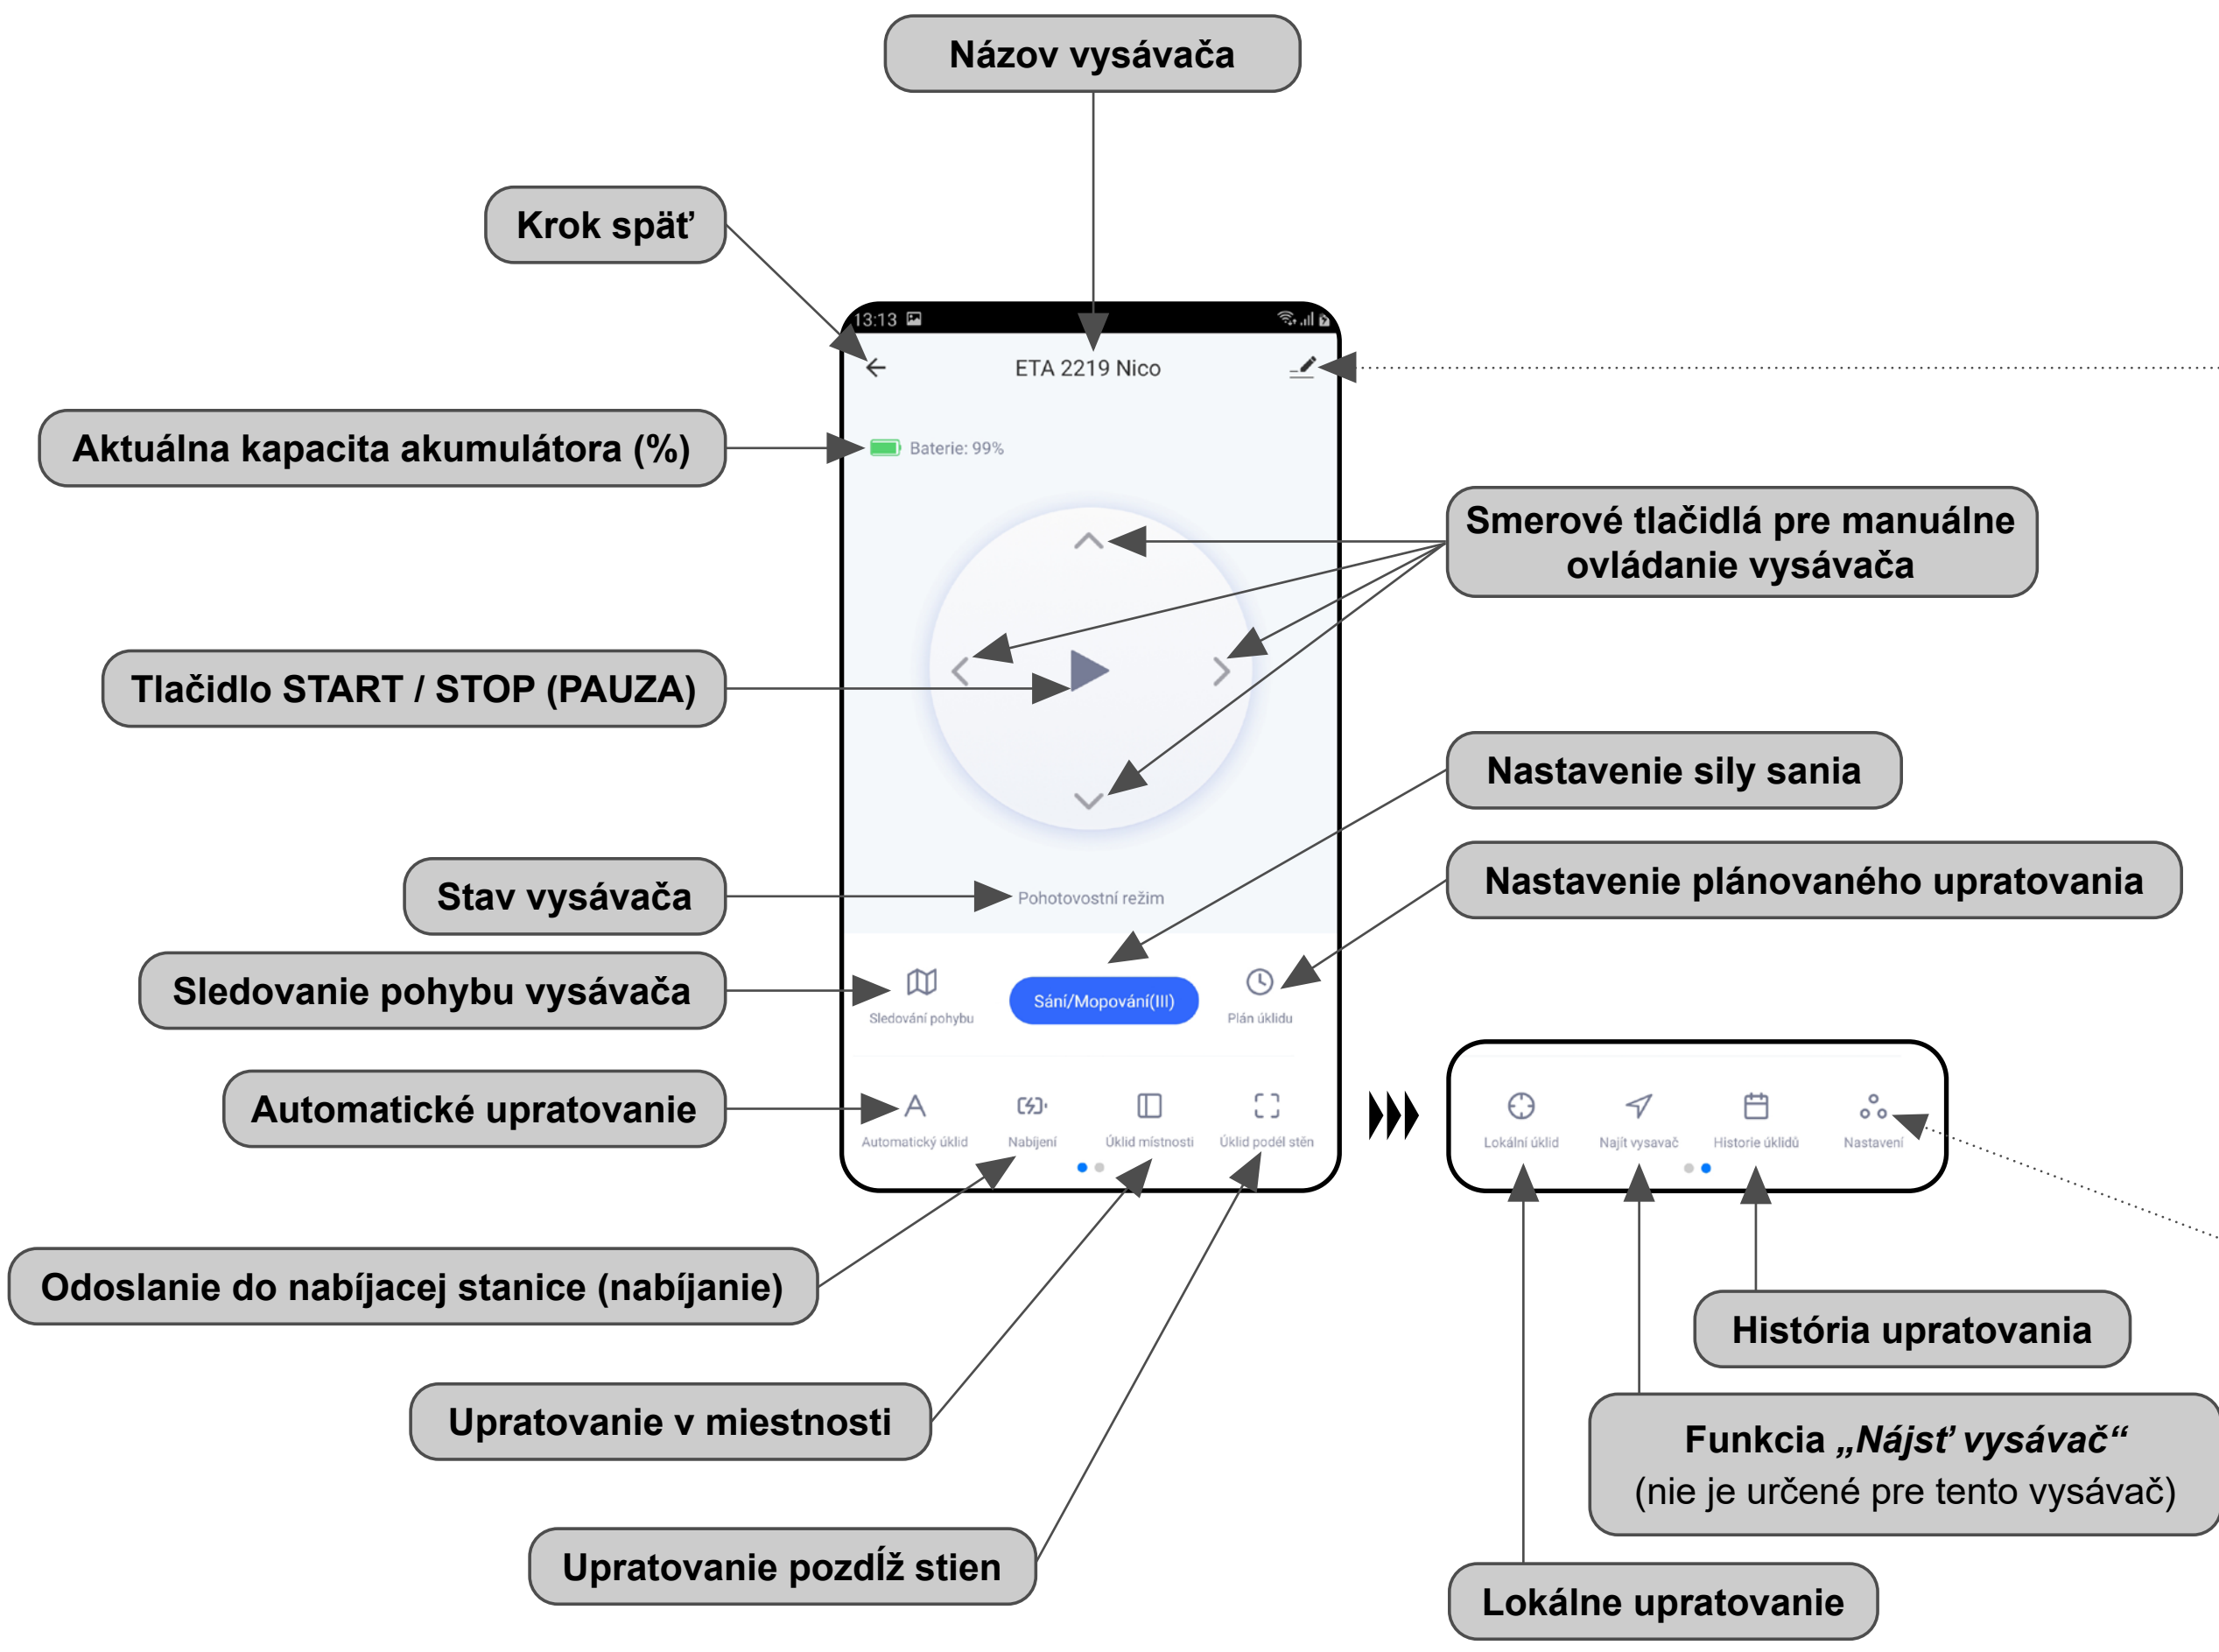 Názov vysávača
Krok späť
13:13
ETA 2219 Nico
Aktuálna kapacita akumulátora (%)
Baterie: 99%
Smerové tlačidlá pre manuálne
ovládanie vysávača
Tlačidlo START / STOP (PAUZA)
Nastavenie sily sania
Nastavenie plánovaného upratovania
Stav vysávača
Pohotovostní režim
Sledovanie pohybu vysávača
Sledování pohybu
Sání/Mopování(III)
Plán úklidu
Automatické upratovanie
Automatický úklid
Nabíjení
Úklid místnosti
Úklid podél stěn
Lokální úklid
Najít vysavač
Historie úklidů
Nastavení
Odoslanie do nabíjacej stanice (nabíjanie)
História upratovania
Upratovanie v miestnosti
Funkcia „Nájsť vysávač“
(nie je určené pre tento vysávač)
Upratovanie pozdĺž stien
Lokálne upratovanie